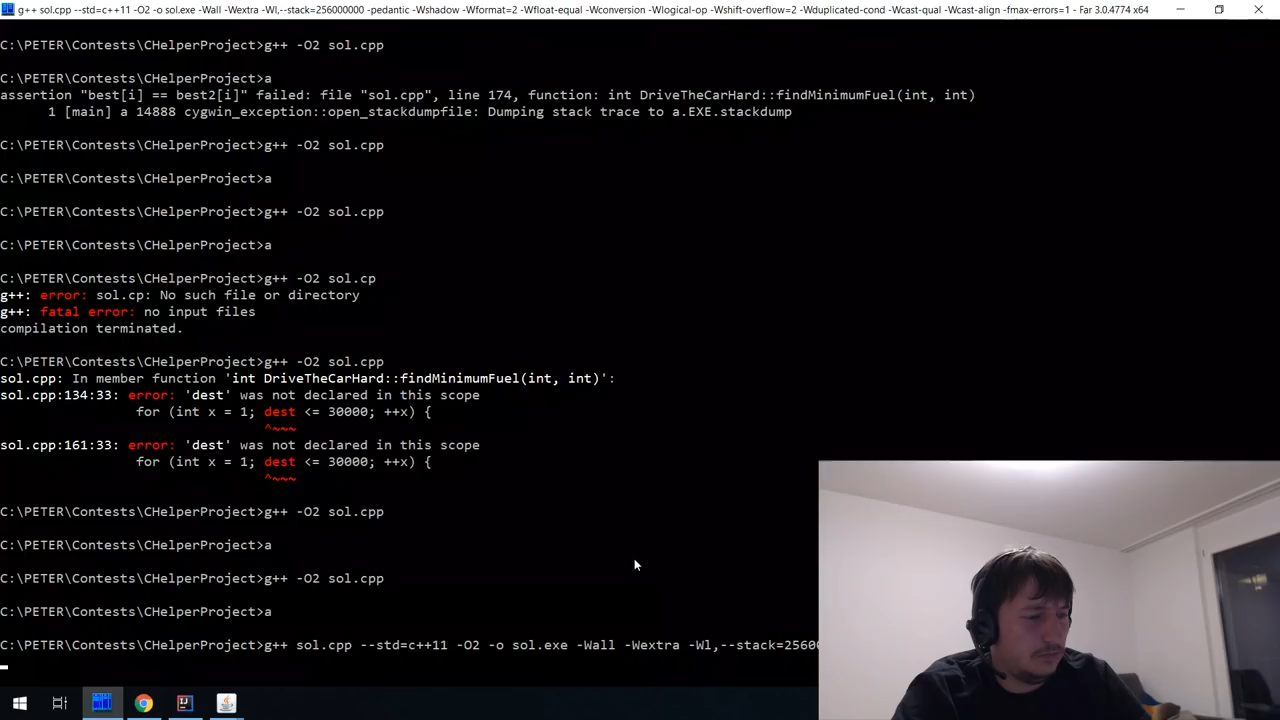 g++ sol.cpp --std=c++11 -O2 -o sol.exe -Wall -Wextra -Wl,--stack=256000000 -pedantic -Wshadow -Wformat=2 -Wfloat-equal -Wconversion -Wlogical-op -Wshift-overflow=2 -Wduplicated-cond -Wcast-qual -Wcast-align -fmax-errors=1 - Far 3.0.4774 x64
C:\PETER\Contests\CHelperProject>g++ -O2 sol.cpp
C:\PETER\Contests\CHelperProject>a
assertion "best[i] == best2[i]" failed: file "sol.cpp", line 174, function: int DriveTheCarHard::findMinimumFuel(int, int)
1 [main] a 14888 cygwin_exception::open_stackdumpfile: Dumping stack trace to a.EXE.stackdump
C:\PETER\Contests\CHelperProject>g++ -O2 sol.cpp
C:\PETER\Contests\CHelperProject>a
C:\PETER\Contests\CHelperProject>g++ -O2 sol.cpp
C:\PETER\Contests\CHelperProject>a
C:\PETER\Contests\CHelperProject>g++ -O2 sol.cp
g++: error: sol.cp: No such file or directory
g++: fatal error: no input files
compilation terminated.
C:\PETER\Contests\CHelperProject>g++ -O2 sol.cpp
sol.cpp: In member function 'int DriveTheCarHard::findMinimumFuel(int, int)':
sol.cpp:134:33: error: 'dest' was not declared in this scope
for (int x = 1; dest <= 30000; ++x) {
^~~~
sol.cpp:161:33: error: 'dest' was not declared in this scope
for (int x = 1; dest <= 30000; ++x) {
^~~~
C:\PETER\Contests\CHelperProject>g++ -O2 sol.cpp
C:\PETER\Contests\CHelperProject>a
C:\PETER\Contests\CHelperProject>g++ -O2 sol.cpp
C:\PETER\Contests\CHelperProject>a
C:\PETER\Contests\CHelperProject>g++ sol.cpp --std=c++11 -O2 -o sol.exe -Wall -Wextra -Wl,--stack=2560